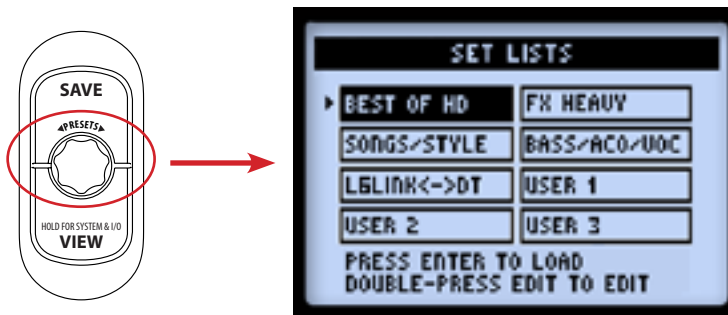 SAVE
◄PRESETS►
HOLD FOR SYSTEM & I/O
VIEW
SET LISTS
BEST OF HD FX HEAVY
SONGS/STYLE BASS/ACO/VOC
L6LINK<->DT USER 1
USER 2 USER 3
PRESS ENTER TO LOAD
DOUBLE-PRESS EDIT TO EDIT